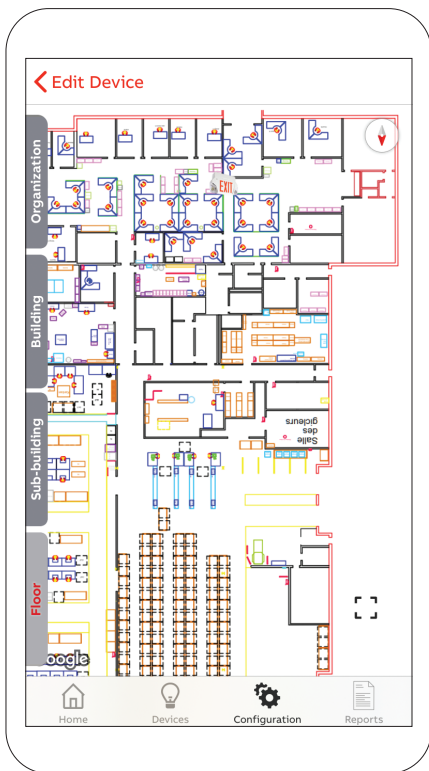 Edit Device
Organization
Building
Sub-building
Floor
EXIT
Salle
des
gicleurs
oogle
Home
Devices
Configuration
Reports